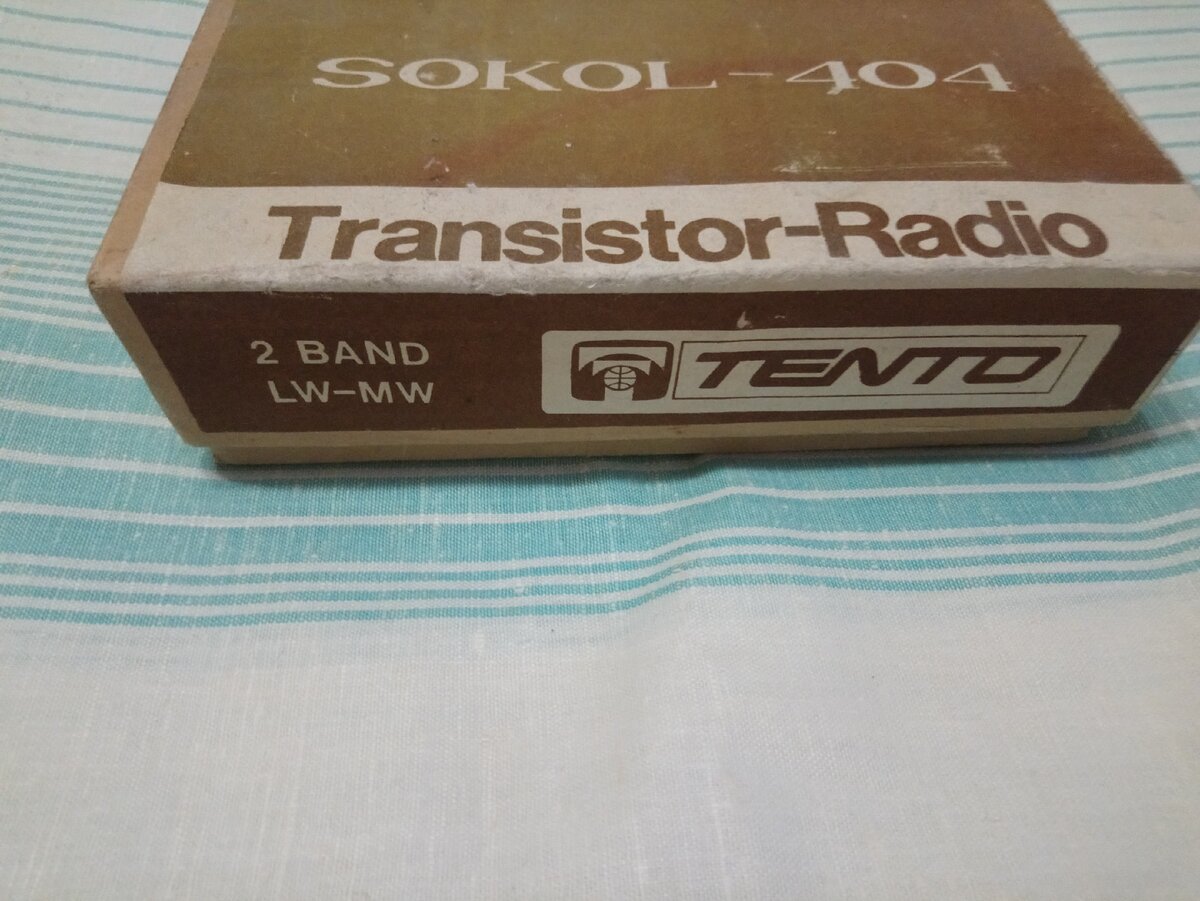 SOKOL-404
Transistor-Radio
2 BAND
LW-MW
TENTO